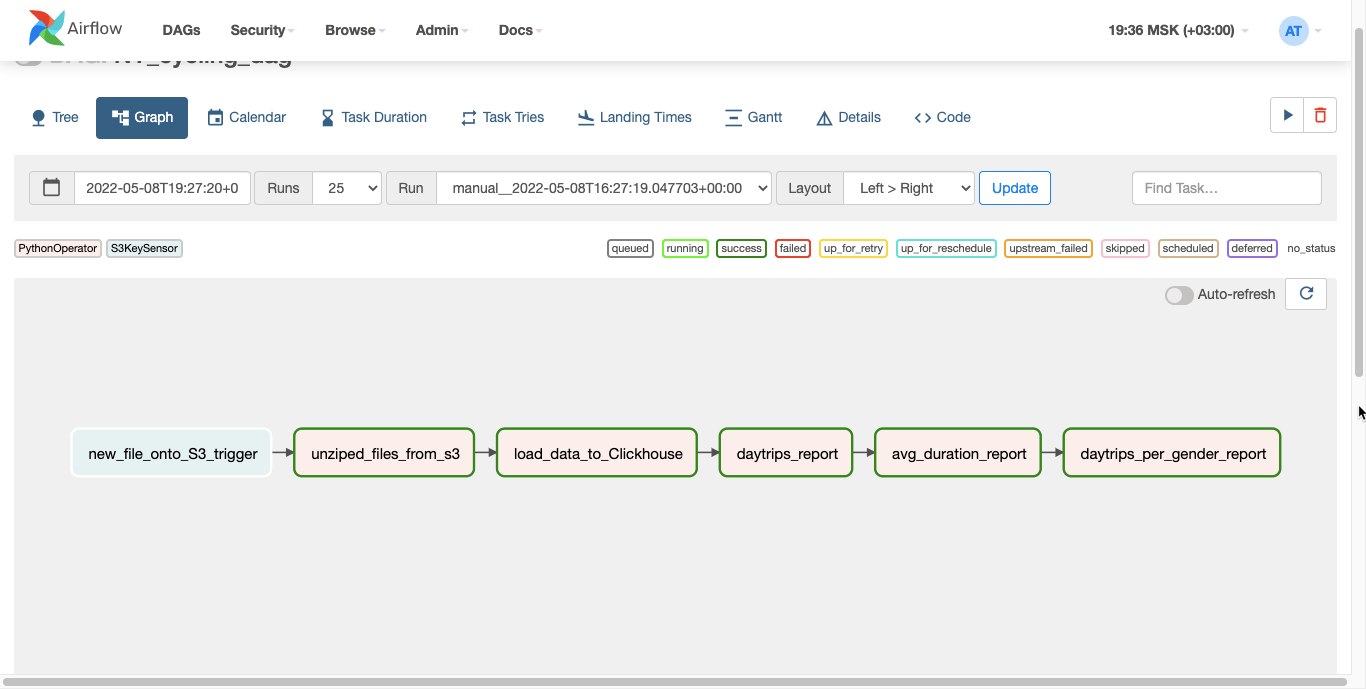 Airflow DAGs Security Browse Admin Docs 19:36 MSK (+03:00) AT
Tree Graph Calendar Task Duration Task Tries Landing Times Gantt Details Code
2022-05-08T19:27:20+0 Runs 25 Run manual__2022-05-08T16:27:19.047703+00:00 Layout Left > Right Update Find Task...
PythonOperator S3KeySensor queued running success failed up_for_retry up_for_reschedule upstream_failed skipped scheduled deferred no_status
Auto-refresh
new_file_onto_S3_trigger unziped_files_from_s3 load_data_to_Clickhouse daytrips_report avg_duration_report daytrips_per_gender_report